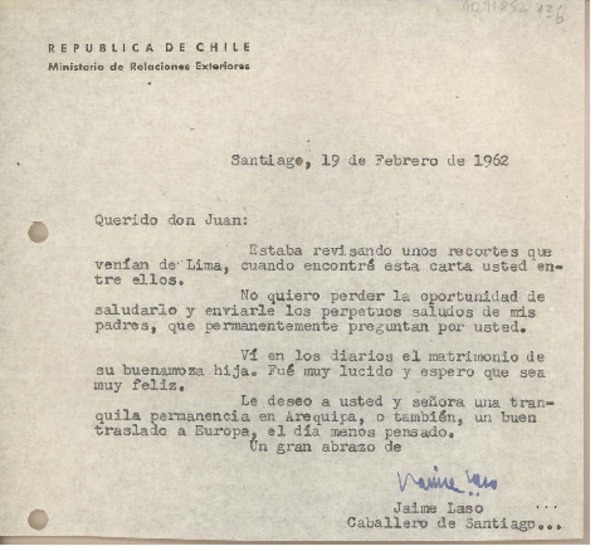 REPUBLICA DE CHILE
Ministerio de Relaciones Exteriores
Santiago, 19 de Febrero de 1962
Querido don Juan:
Estaba revisando unos recortes que
venían de Lima, cuando encontré esta carta usted en-
tre ellos.
No quiero perder la oportunidad de
saludarlo y enviarle los perpetuos saludos de mis
padres, que permanentemente preguntan por usted.
Ví en los diarios el matrimonio de
su buenamoza hija. Fué muy lucido y espero que sea
muy feliz.
Le deseo a usted y señora una tran-
quila permanencia en Arequipa, o también, un buen
traslado a Europa, el día menos pensado.
Un gran abrazo de
Jaime Laso
Jaime Laso ...
Caballero de Santiago...